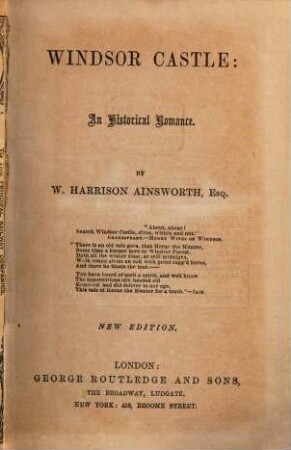 WINDSOR CASTLE:
An Historical Romance.
BY
W. HARRISON AINSWORTH, Esq.
"About, about!
Search Windsor Castle, elves, within and out."
SHAKESPEARE—MERRY WIVES OF WINDSOR.
"There is an old tale goes, that Herne the Hunter,
Some time a keeper here in Windsor Forest,
Doth all the winter time, at still midnight,
Walk round about an oak with great ragg'd horns,
And there he blasts the tree—
You have heard of such a spirit, and well know
The superstitious idle-headed eld
Received and did deliver to our age,
This tale of Herne the Hunter for a truth."—IBID.
NEW EDITION.
LONDON:
GEORGE ROUTLEDGE AND SONS,
THE BROADWAY, LUDGATE.
NEW YORK: 416, BROOME STREET.